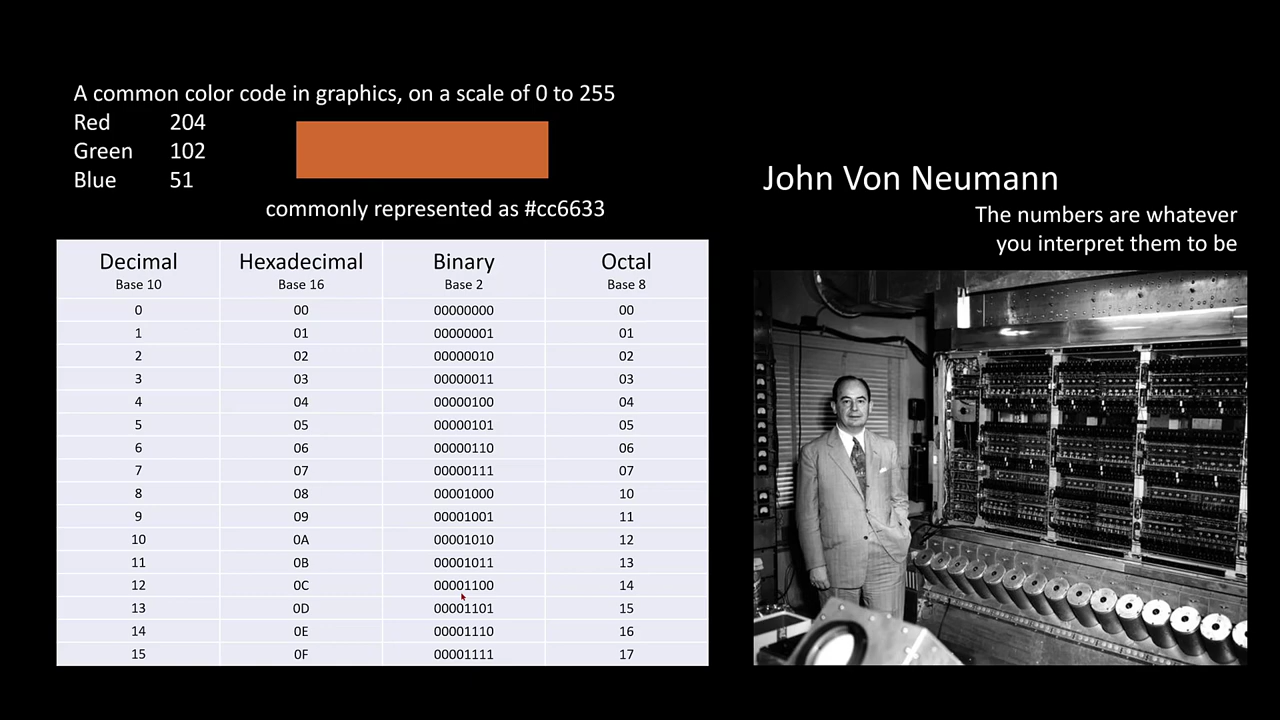 A common color code in graphics, on a scale of 0 to 255
Red 204
Green 102
Blue 51
commonly represented as #cc6633
Decimal Hexadecimal Binary Octal
Base 10 Base 16 Base 2 Base 8
0 00 00000000 00
1 01 00000001 01
2 02 00000010 02
3 03 00000011 03
4 04 00000100 04
5 05 00000101 05
6 06 00000110 06
7 07 00000111 07
8 08 00001000 10
9 09 00001001 11
10 0A 00001010 12
11 0B 00001011 13
12 0C 00001100 14
13 0D 00001101 15
14 0E 00001110 16
15 0F 00001111 17
John Von Neumann
The numbers are whatever
you interpret them to be